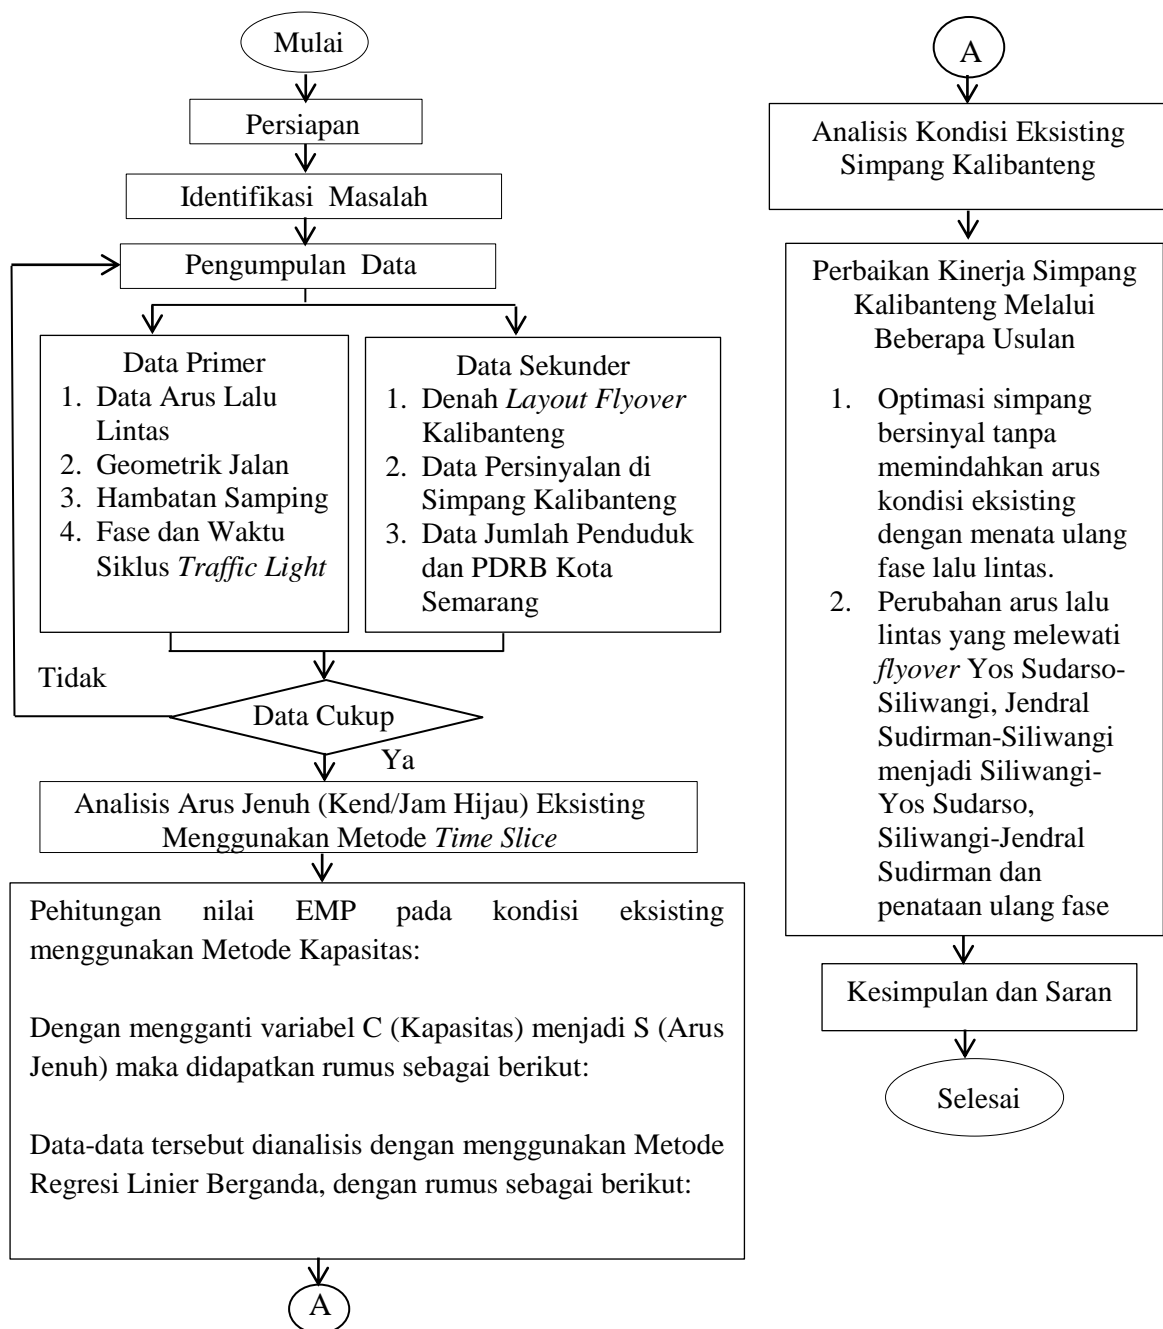 Mulai
Persiapan
Identifikasi Masalah
Pengumpulan Data
Data Primer
1. Data Arus Lalu
Lintas
2. Geometrik Jalan
3. Hambatan Samping
4. Fase dan Waktu
Siklus Traffic Light
Data Sekunder
1. Denah Layout Flyover
Kalibanteng
2. Data Persinyalan di
Simpang Kalibanteng
3. Data Jumlah Penduduk
dan PDRB Kota
Semarang
Tidak
Data Cukup
Ya
Analisis Arus Jenuh (Kend/Jam Hijau) Eksisting
Menggunakan Metode Time Slice
Pehitungan nilai EMP pada kondisi eksisting
menggunakan Metode Kapasitas:
Dengan mengganti variabel C (Kapasitas) menjadi S (Arus
Jenuh) maka didapatkan rumus sebagai berikut:
Data-data tersebut dianalisis dengan menggunakan Metode
Regresi Linier Berganda, dengan rumus sebagai berikut:
A
A
Analisis Kondisi Eksisting
Simpang Kalibanteng
Perbaikan Kinerja Simpang
Kalibanteng Melalui
Beberapa Usulan
1. Optimasi simpang
bersinyal tanpa
memindahkan arus
kondisi eksisting
dengan menata ulang
fase lalu lintas.
2. Perubahan arus lalu
lintas yang melewati
flyover Yos Sudarso-
Siliwangi, Jendral
Sudirman-Siliwangi
menjadi Siliwangi-
Yos Sudarso,
Siliwangi-Jendral
Sudirman dan
penataan ulang fase
Kesimpulan dan Saran
Selesai